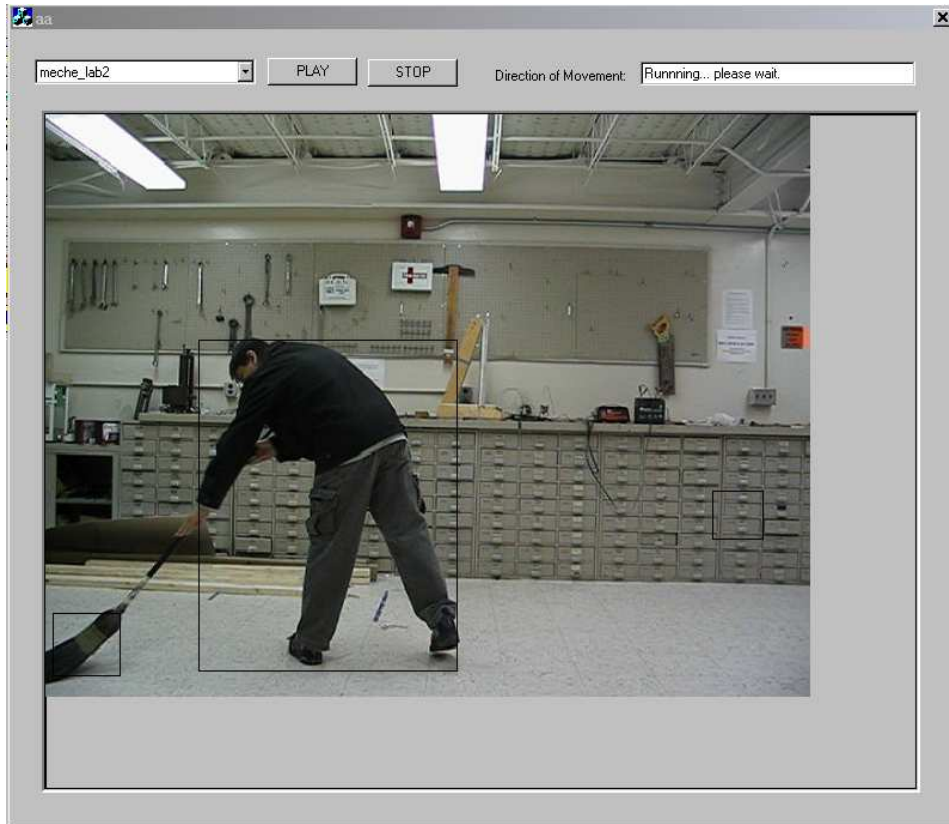 aa
meche_lab2
PLAY
STOP
Direction of Movement:
Runnning... please wait.